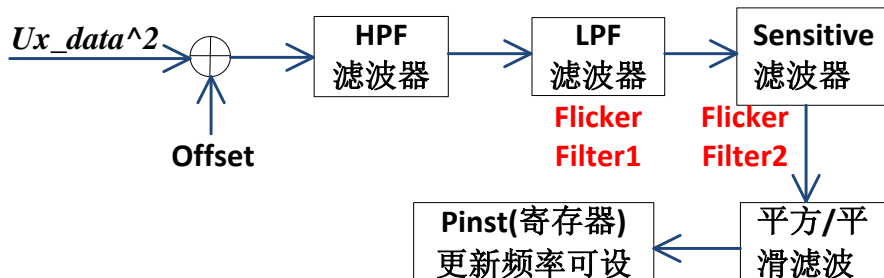 Ux_data^2
HPF
滤波器
LPF
滤波器
Sensitive
滤波器
Flicker
Filter1
Flicker
Filter2
Offset
Pinst(寄存器)
更新频率可设
平方/平
滑滤波